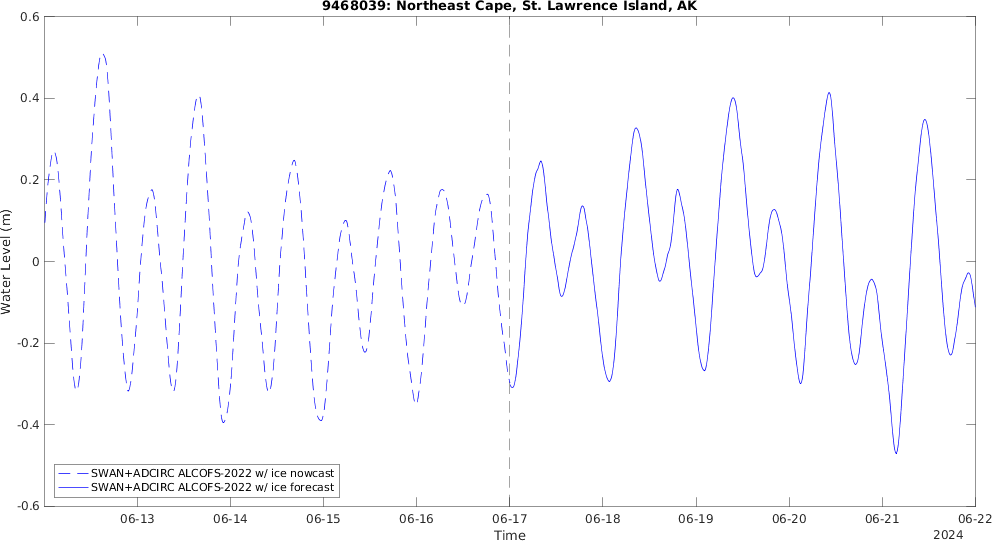 9468039: Northeast Cape, St. Lawrence Island, AK
0.6
0.4
0.2
0
-0.2
-0.4
-0.6
Water Level (m)
SWAN+ADCIRC ALCOFS-2022 w/ ice nowcast
SWAN+ADCIRC ALCOFS-2022 w/ ice forecast
06-13 06-14 06-15 06-16 06-17 06-18 06-19 06-20 06-21 06-22
Time
2024